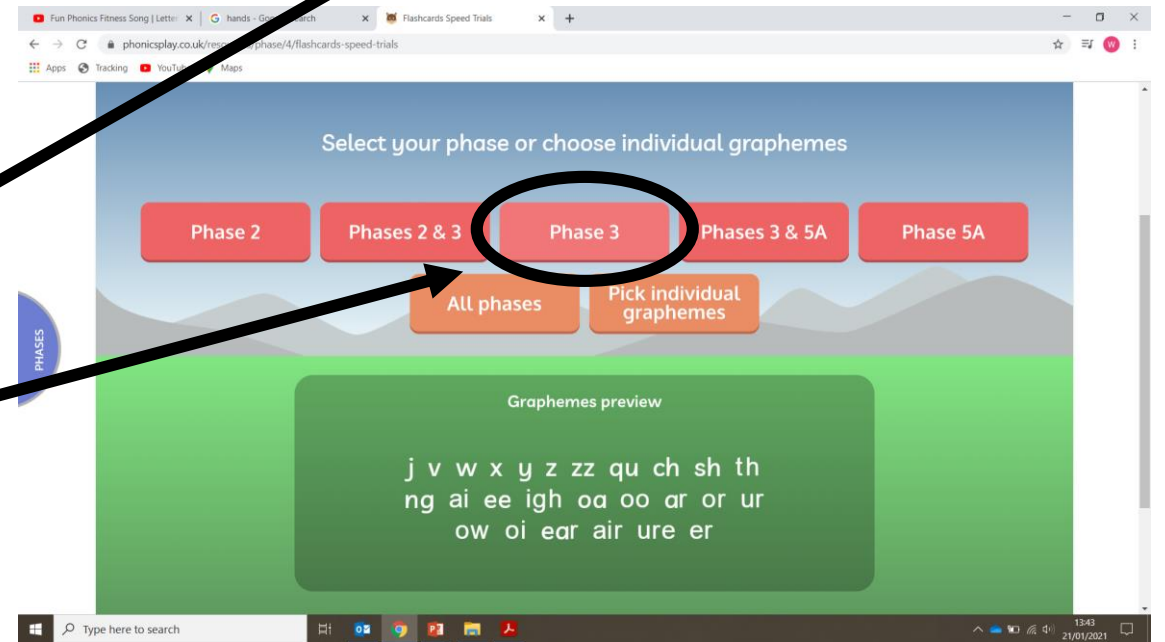 Fun Phonics Fitness Song | Letter
hands - Google Search
Flashcards Speed Trials
phonicsplay.co.uk/resources/phase/4/flashcards-speed-trials
Apps Tracking YouTube Maps
Select your phase or choose individual graphemes
Phase 2 Phases 2 & 3 Phase 3 Phases 3 & 5A Phase 5A
All phases
Pick individual
graphemes
PHASES
Graphemes preview
j v w x y z zz qu ch sh th
ng ai ee igh oa oo ar or ur
ow oi ear air ure er
Type here to search
13:43
21/01/2021